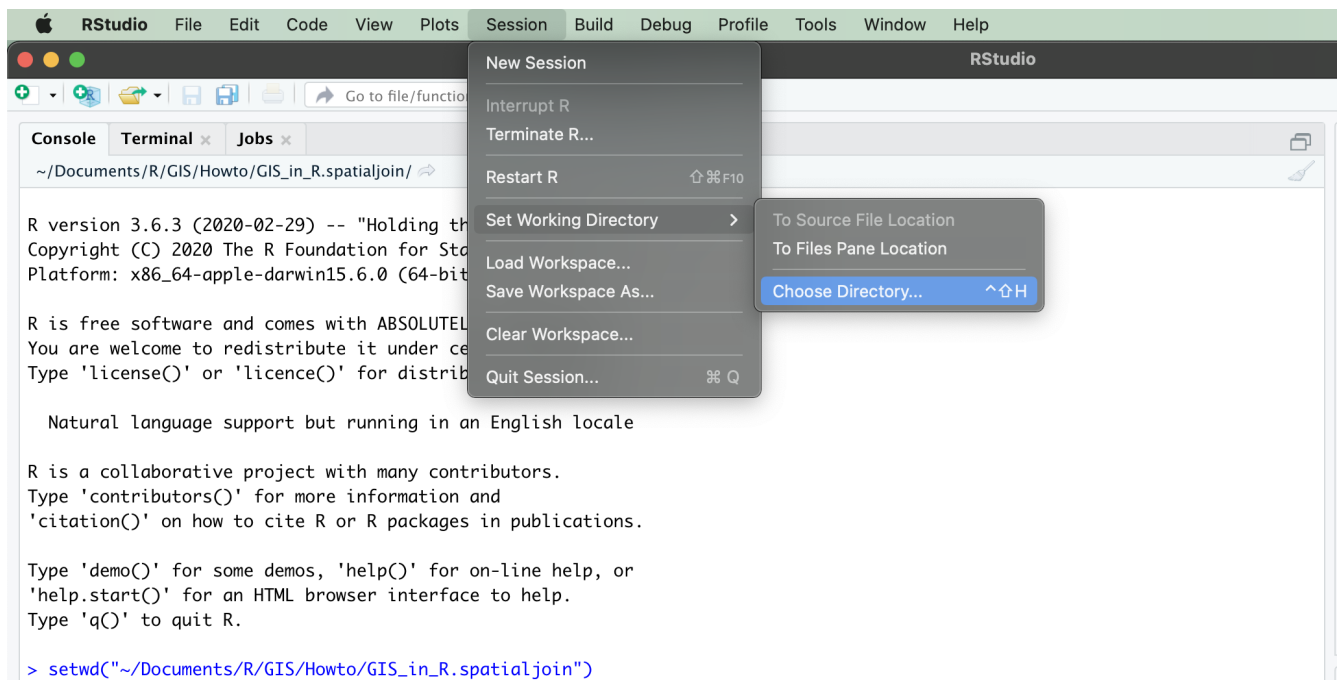 RStudio File Edit Code View Plots Session Build Debug Profile Tools Window Help
RStudio
Go to file/function
Console Terminal Jobs
~/Documents/R/GIS/Howto/GIS_in_R.spatialjoin/
New Session
Interrupt R
Terminate R...
Restart R ⇧⌘F10
Set Working Directory >
Load Workspace...
Save Workspace As...
Clear Workspace...
Quit Session... ⌘ Q
To Source File Location
To Files Pane Location
Choose Directory... ^⇧H
R version 3.6.3 (2020-02-29) -- "Holding th
Copyright (C) 2020 The R Foundation for Sta
Platform: x86_64-apple-darwin15.6.0 (64-bit
R is free software and comes with ABSOLUTEL
You are welcome to redistribute it under ce
Type 'license()' or 'licence()' for distrib
Natural language support but running in an English locale
R is a collaborative project with many contributors.
Type 'contributors()' for more information and
'citation()' on how to cite R or R packages in publications.
Type 'demo()' for some demos, 'help()' for on-line help, or
'help.start()' for an HTML browser interface to help.
Type 'q()' to quit R.
> setwd("~/Documents/R/GIS/Howto/GIS_in_R.spatialjoin")